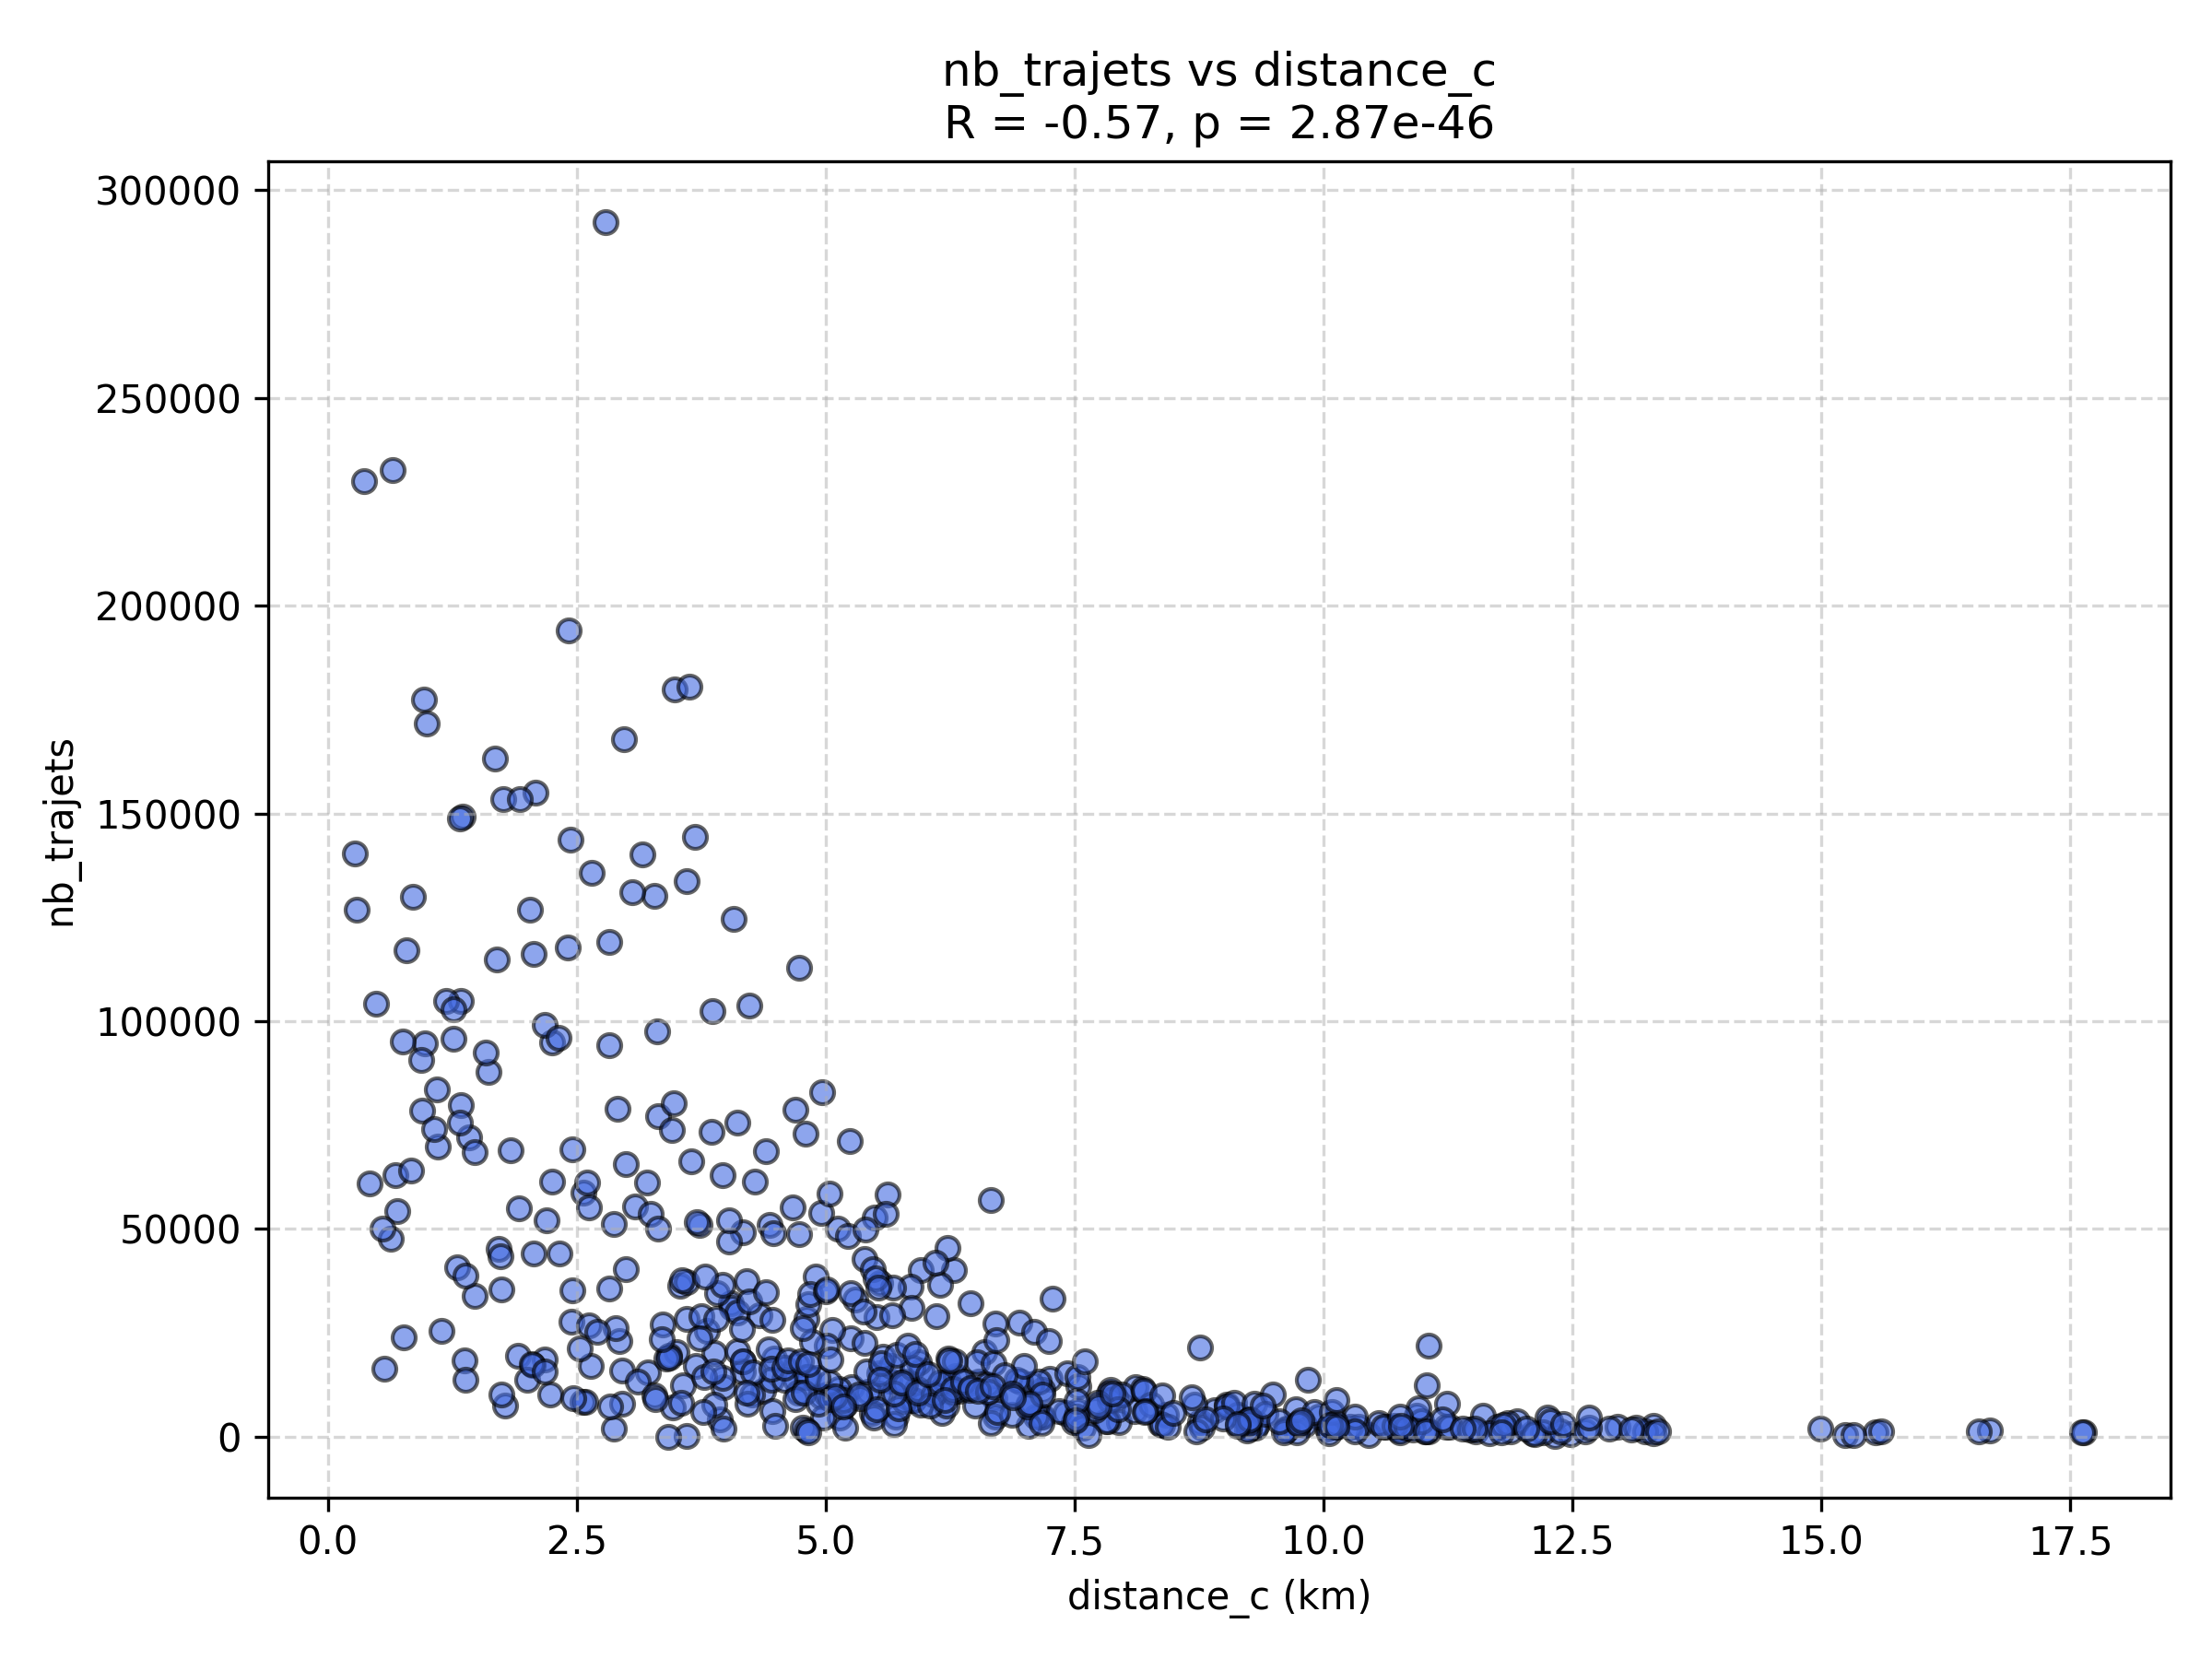 nb_trajets vs distance_c
R = -0.57, p = 2.87e-46
300000
250000
200000
150000
100000
50000
0
nb_trajets
0.0 2.5 5.0 7.5 10.0 12.5 15.0 17.5
distance_c (km)